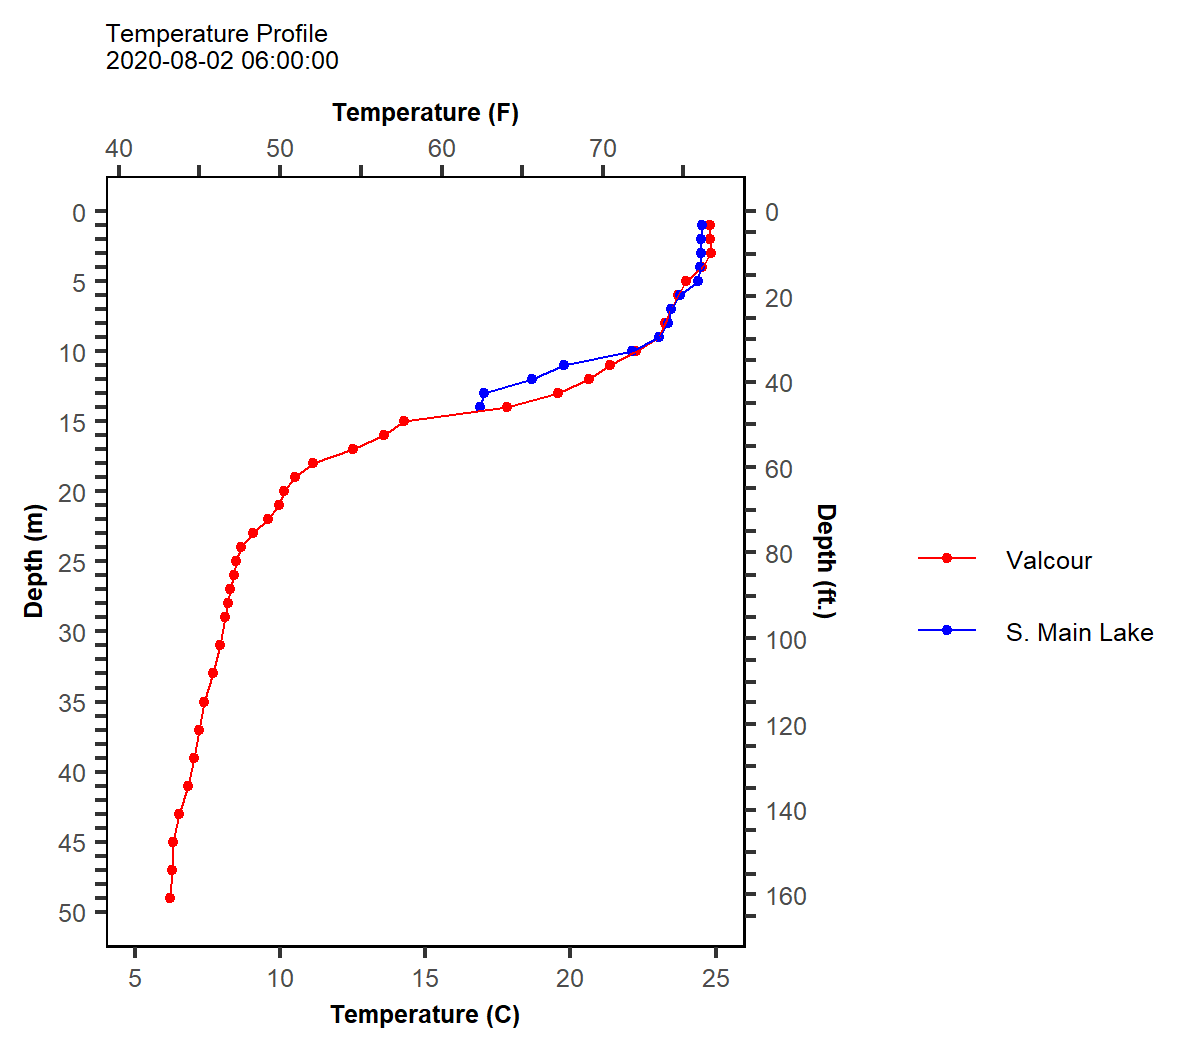 Temperature Profile
2020-08-02 06:00:00
Temperature (F)
40 50 60 70
0
5
10
15
20
25
30
35
40
45
50
Depth (m)
0
20
40
60
80
100
120
140
160
Depth (ft.)
5 10 15 20 25
Temperature (C)
Valcour
S. Main Lake